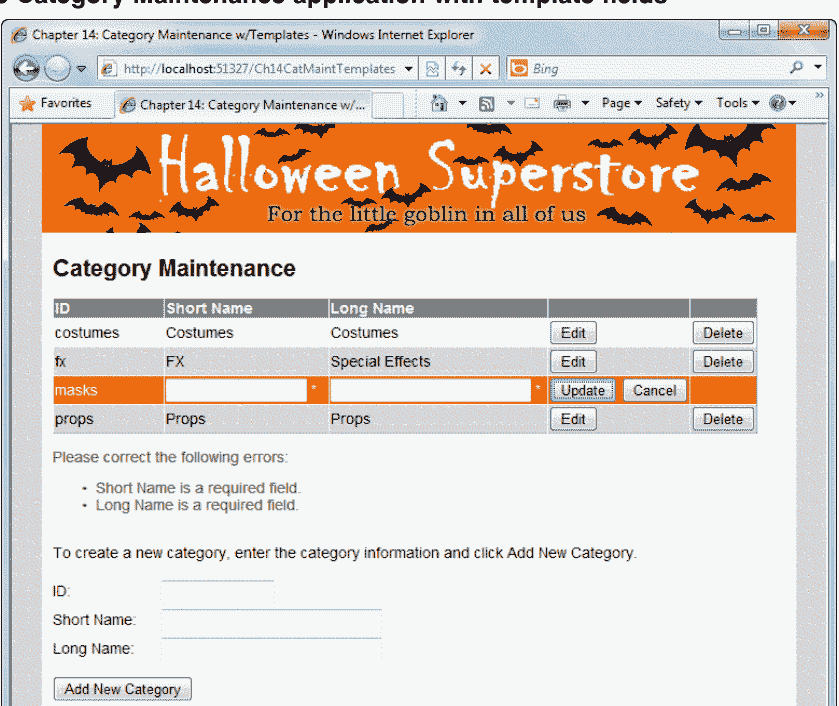 Category Maintenance application with template fields
Chapter 14: Category Maintenance w/Templates - Windows Internet Explorer
http://localhost:51327/Ch14CatMaintTemplates
Bing
Favorites
Chapter 14: Category Maintenance w/...
Page Safety Tools
Halloween Superstore
For the little goblin in all of us
Category Maintenance
ID Short Name Long Name
costumes Costumes Costumes Edit Delete
fx FX Special Effects Edit Delete
masks * * Update Cancel
props Props Props Edit Delete
Please correct the following errors:
• Short Name is a required field.
• Long Name is a required field.
To create a new category, enter the category information and click Add New Category.
ID:
Short Name:
Long Name:
Add New Category